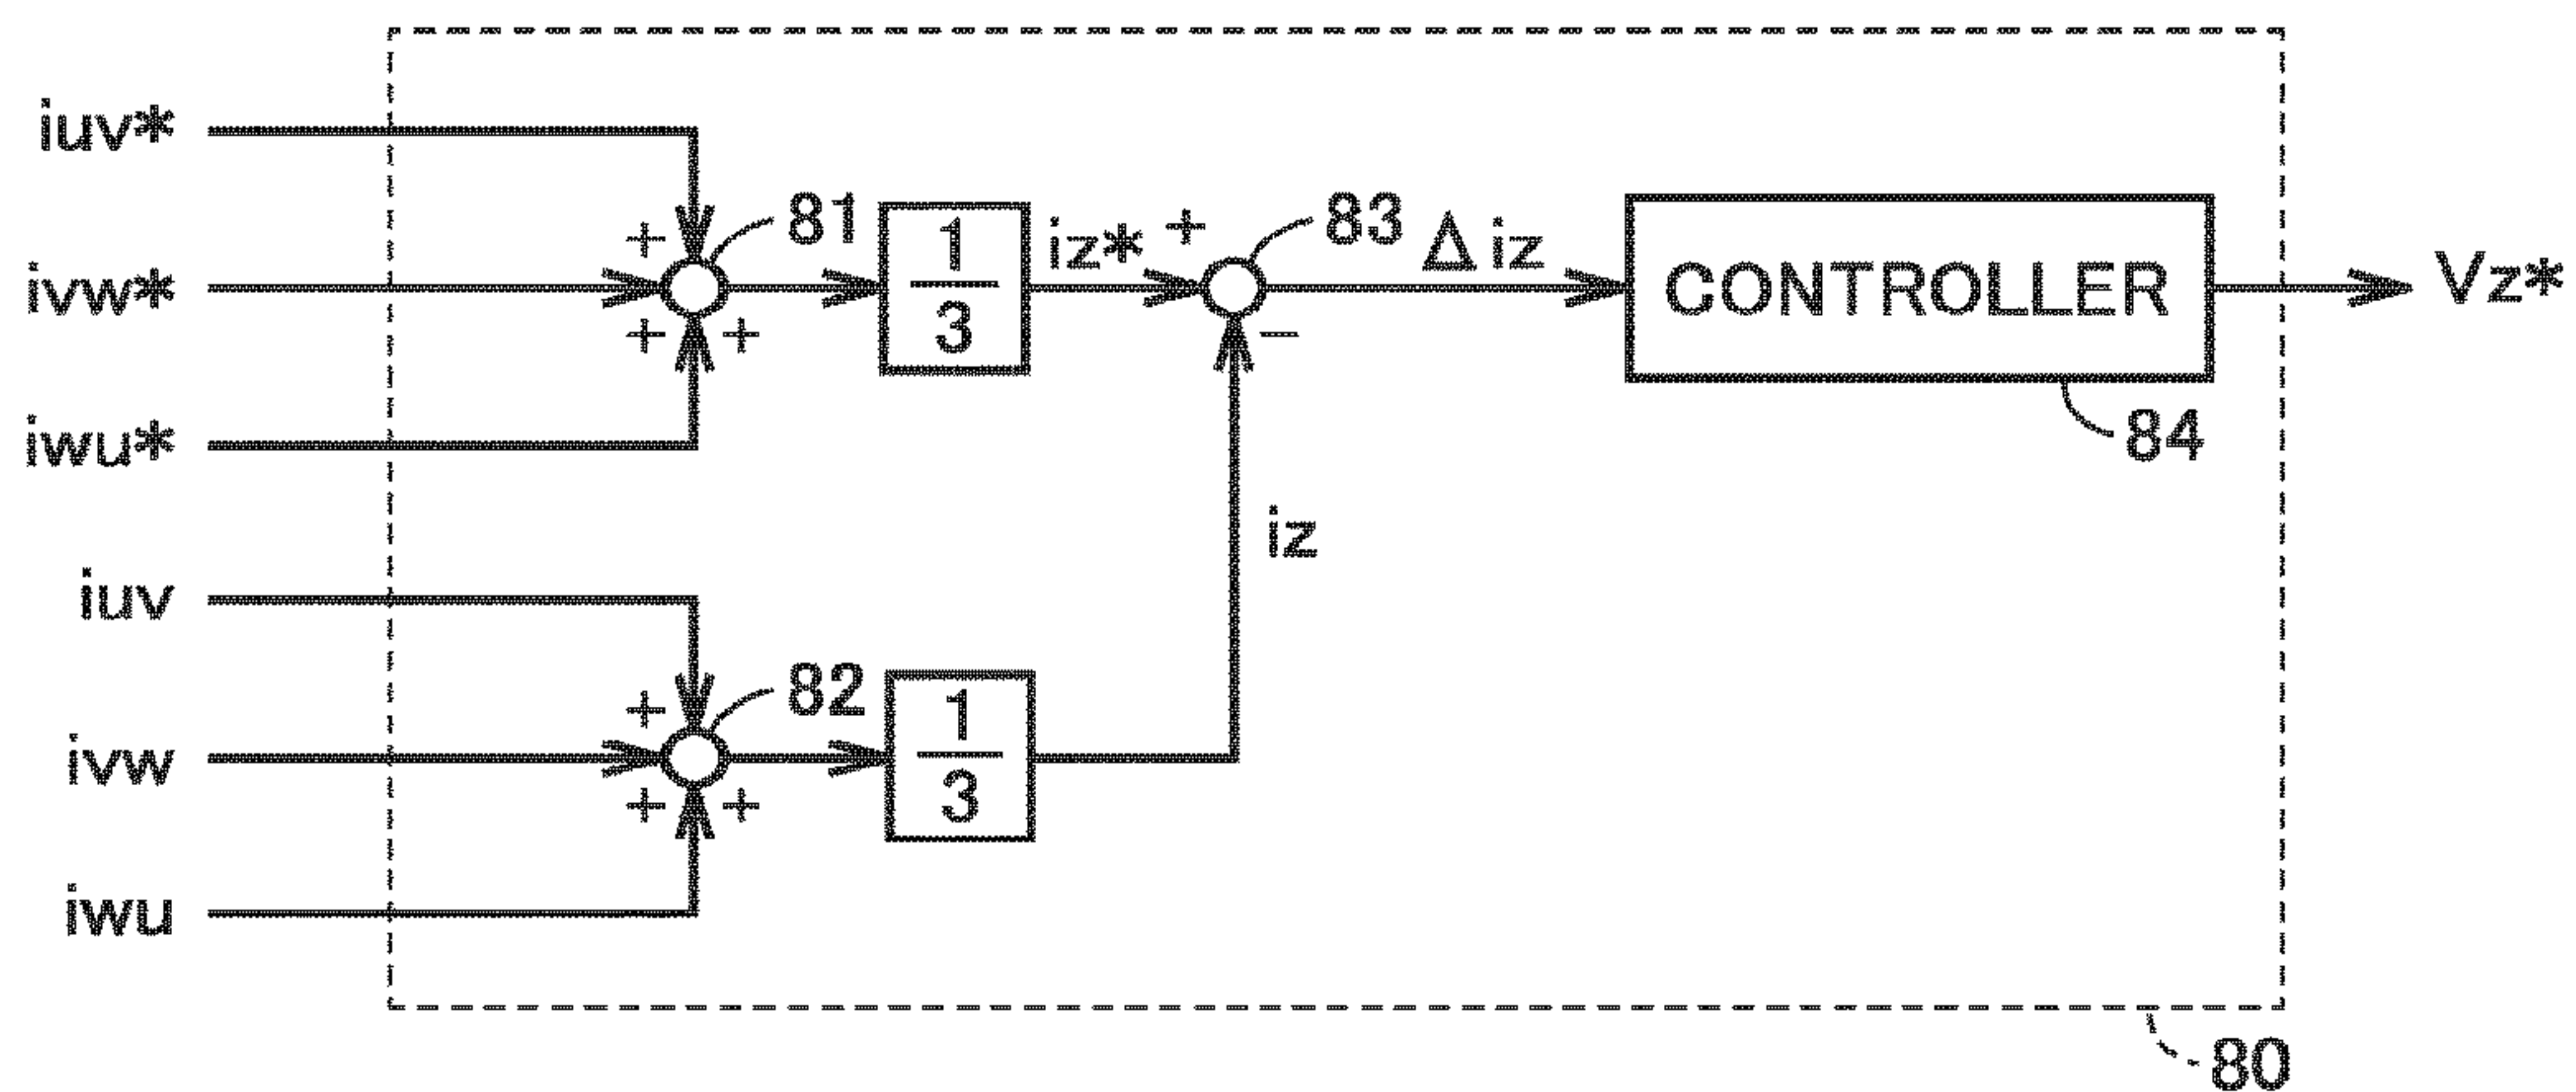 iuv*
ivw*
iwu*
iuv
ivw
iwu
+
+
+
81
1
3
iz*
+
83
−
Δiz
CONTROLLER
84
Vz*
iz
+
+
+
82
1
3
80